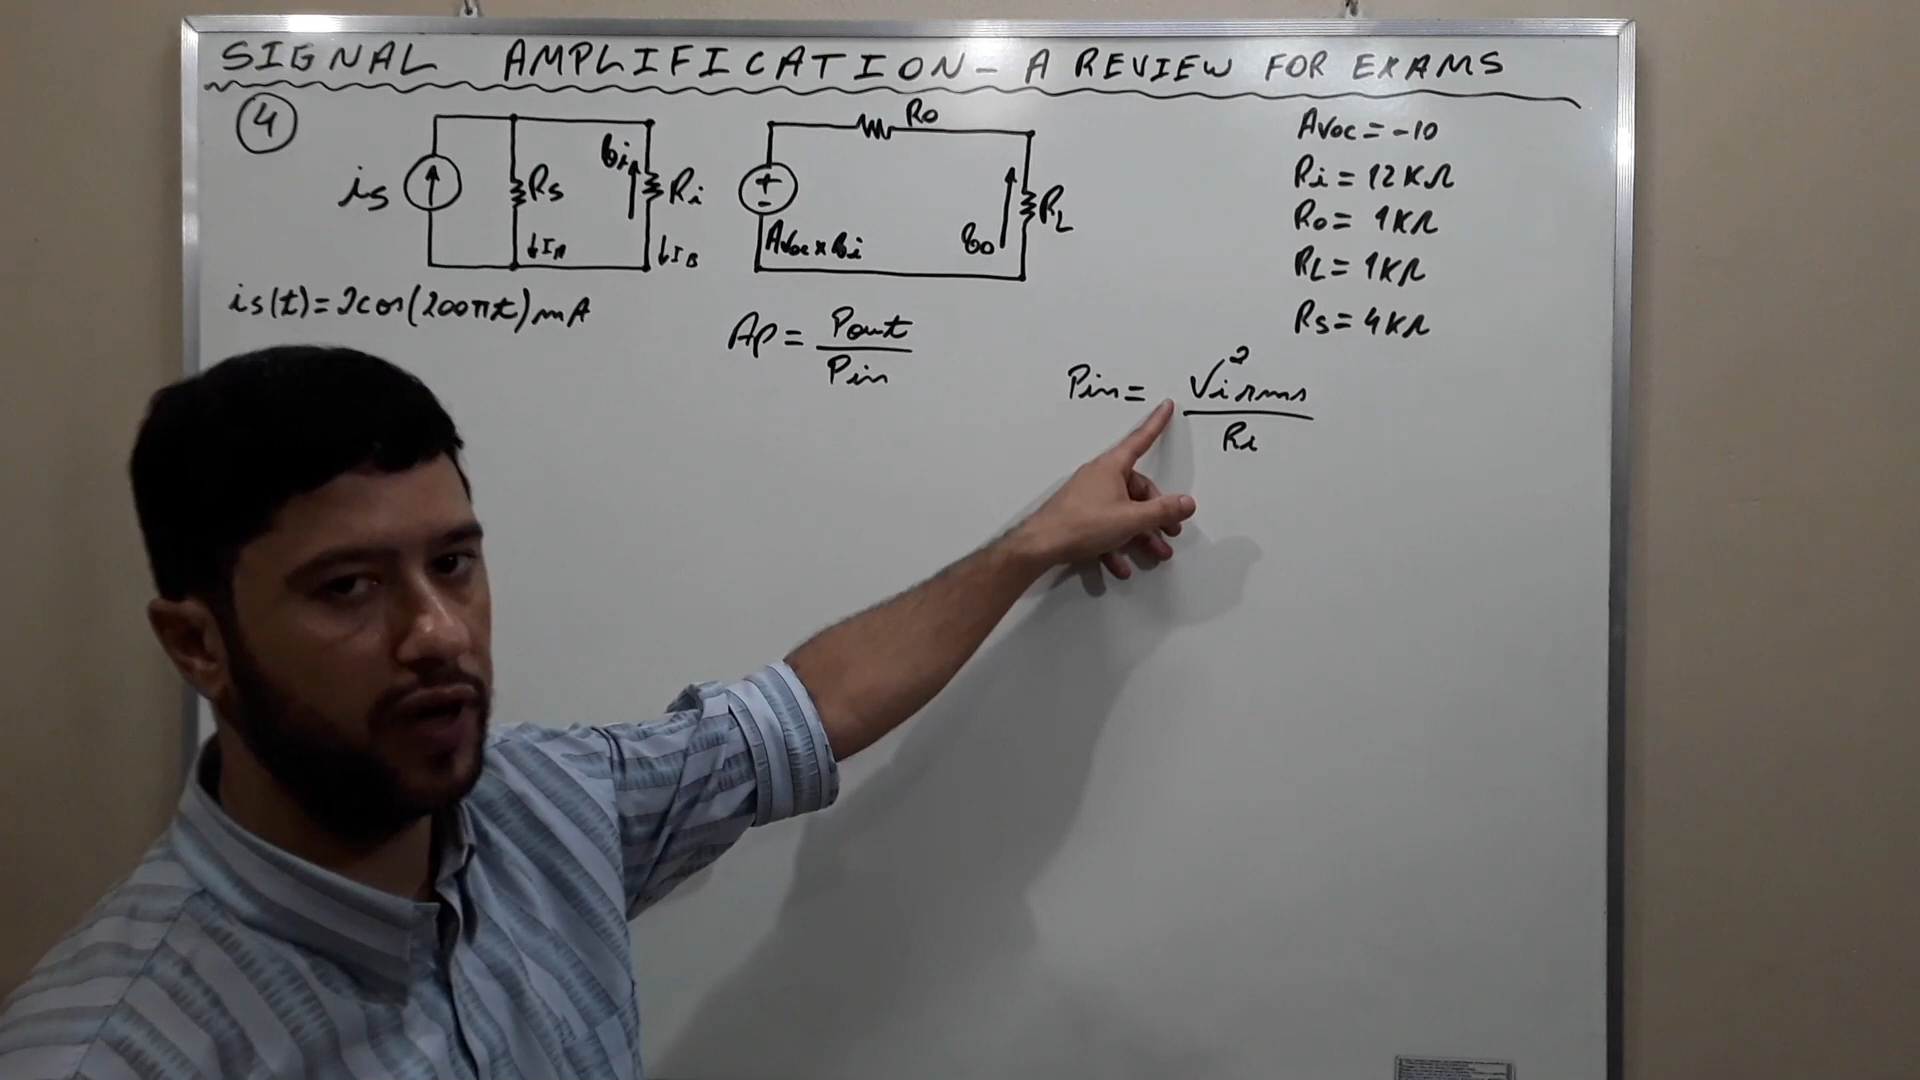 SIGNAL AMPLIFICATION - A REVIEW FOR EXAMS
4
is
Rs
↓IA
vi
Ri
↓IB
Ro
+
-
Avoc x vi
vo
RL
Avoc = -10
Ri = 12KΩ
Ro = 1KΩ
RL = 1KΩ
Rs = 4KΩ
is(t) = 2cos(200πt) mA
Ap = Pout / Pin
Pin = Virms² / Ri